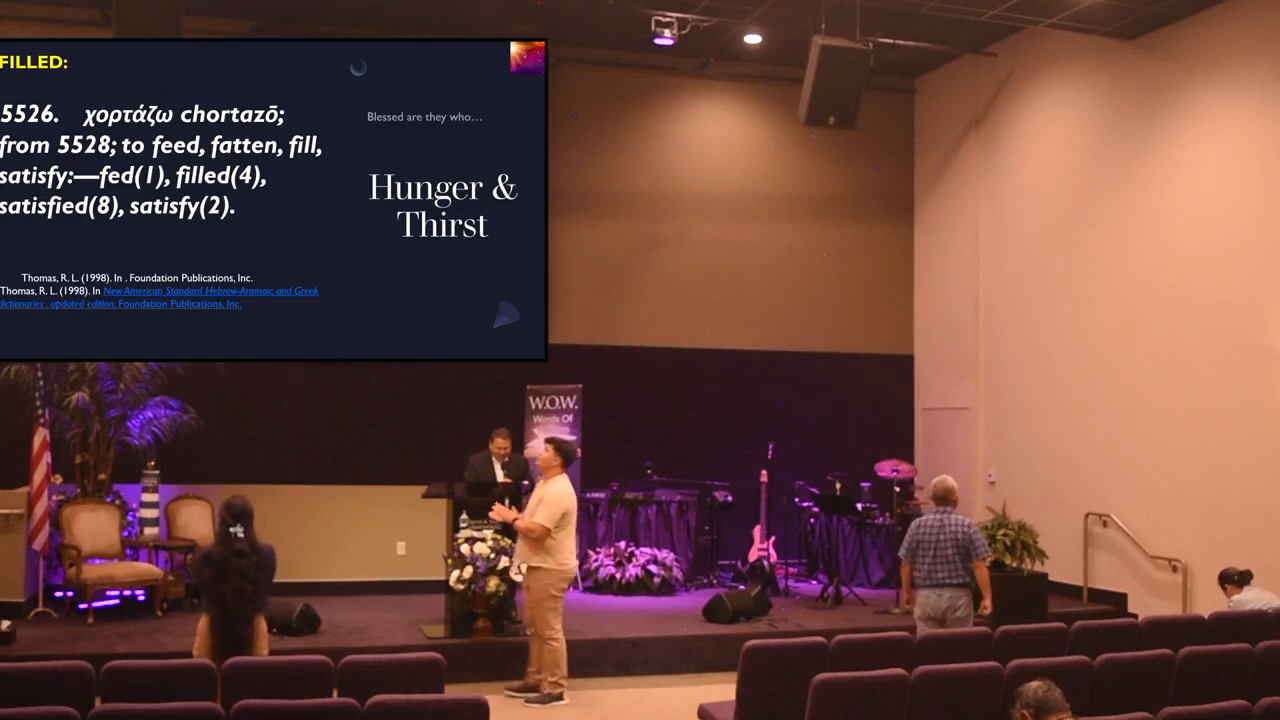 FILLED:
5526. χορτάζω chortazō;
from 5528; to feed, fatten, fill,
satisfy:—fed(1), filled(4),
satisfied(8), satisfy(2).
Thomas, R. L. (1998). In . Foundation Publications, Inc.
Thomas, R. L. (1998). In New American Standard Hebrew-Aramaic and Greek
dictionaries : updated edition. Foundation Publications, Inc.
Blessed are they who…
Hunger &
Thirst
W.O.W.
Words Of